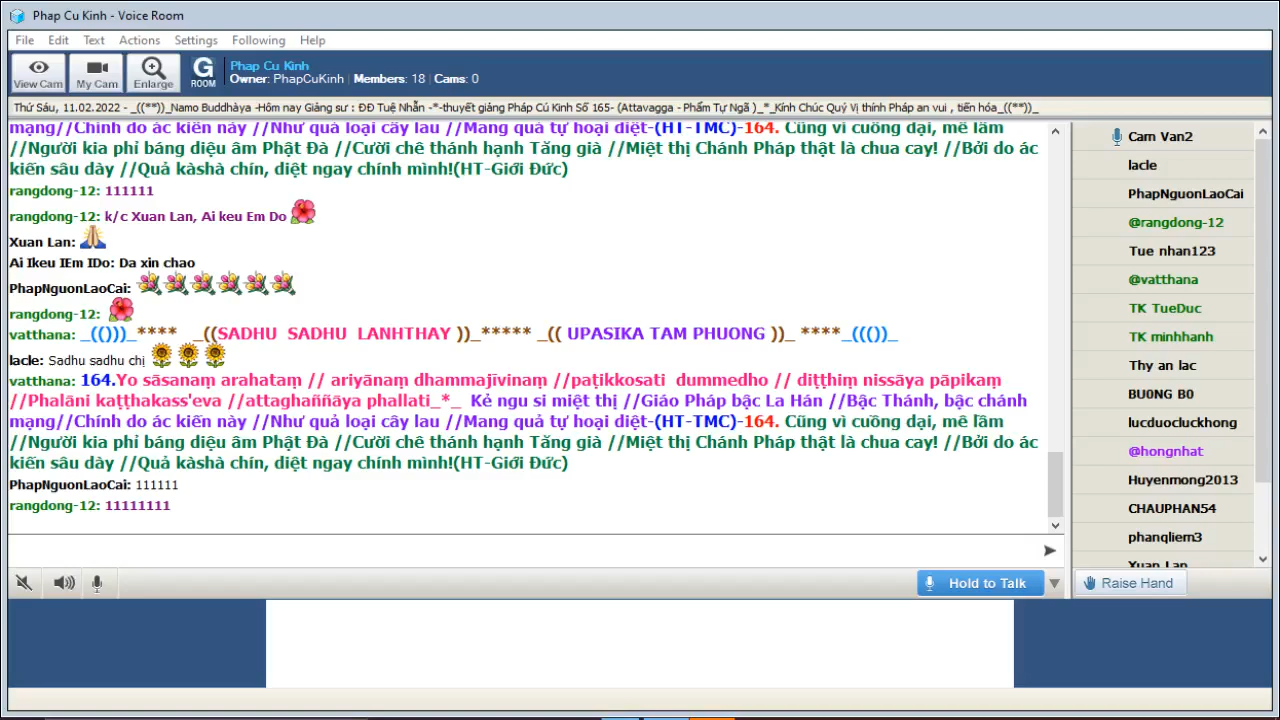 Phap Cu Kinh - Voice Room
File Edit Text Actions Settings Following Help
View Cam My Cam Enlarge G ROOM
Phap Cu Kinh
Owner: PhapCuKinh Members: 18 Cams: 0
Thứ Sáu, 11.02.2022 - _((**))_Namo Buddhàya -Hôm nay Giảng sư : ĐĐ Tuệ Nhẫn -*-thuyết giảng Pháp Cú Kinh Số 165- (Attavagga - Phẩm Tự Ngã )_*_Kính Chúc Quý Vị thính Pháp an vui , tiến hóa_((**))_
mạng//Chính do ác kiến này //Như quả loại cây lau //Mang quả tự hoại diệt-(HT-TMC)-164. Cũng vì cuồng dại, mê lầm
//Người kia phỉ báng diệu âm Phật Đà //Cười chê thánh hạnh Tăng già //Miệt thị Chánh Pháp thật là chua cay! //Bởi do ác
kiến sâu dày //Quả kàshà chín, diệt ngay chính mình!(HT-Giới Đức)
rangdong-12: 111111
rangdong-12: k/c Xuan Lan, Ai keu Em Do
Xuan Lan:
Ai Ikeu IEm IDo: Da xin chao
PhapNguonLaoCai:
rangdong-12:
vatthana: _(()))_**** _((SADHU SADHU LANHTHAY ))_***** _(( UPASIKA TAM PHUONG ))_ ****_((())_
lacle: Sadhu sadhu chị
vatthana: 164.Yo sāsanaṃ arahataṃ // ariyānaṃ dhammajīvinaṃ //paṭikkosati dummedho // diṭṭhiṃ nissāya pāpikaṃ
//Phalāni kaṭṭhakass'eva //attaghaññāya phallati_*_ Kẻ ngu si miệt thị //Giáo Pháp bậc La Hán //Bậc Thánh, bậc chánh
mạng//Chính do ác kiến này //Như quả loại cây lau //Mang quả tự hoại diệt-(HT-TMC)-164. Cũng vì cuồng dại, mê lầm
//Người kia phỉ báng diệu âm Phật Đà //Cười chê thánh hạnh Tăng già //Miệt thị Chánh Pháp thật là chua cay! //Bởi do ác
kiến sâu dày //Quả kàshà chín, diệt ngay chính mình!(HT-Giới Đức)
PhapNguonLaoCai: 111111
rangdong-12: 11111111
Cam Van2
lacle
PhapNguonLaoCai
@rangdong-12
Tue nhan123
@vatthana
TK TueDuc
TK minhhanh
Thy an lac
BU0NG B0
lucduocluckhong
@hongnhat
Huyenmong2013
CHAUPHAN54
phanqliem3
Xuan Lan
Hold to Talk
Raise Hand